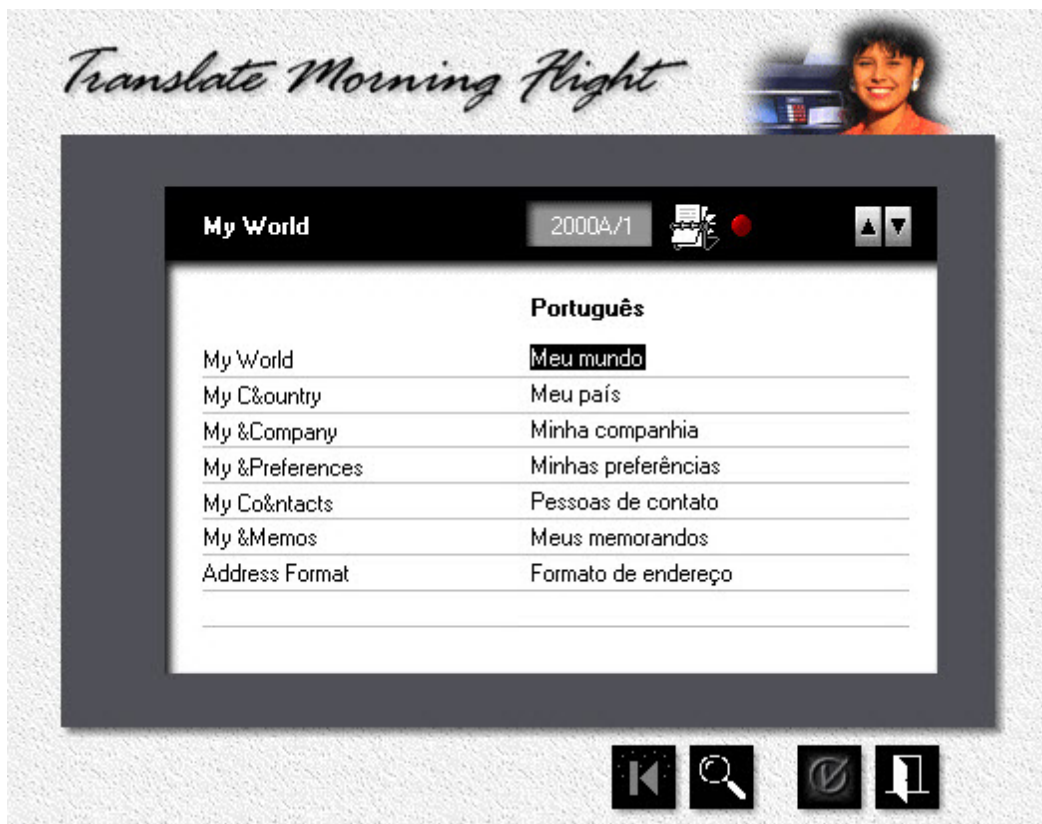 Translate Morning Flight
My World 2000A/1
Português
My World Meu mundo
My C&ountry Meu país
My &Company Minha companhia
My &Preferences Minhas preferências
My Co&ntacts Pessoas de contato
My &Memos Meus memorandos
Address Format Formato de endereço